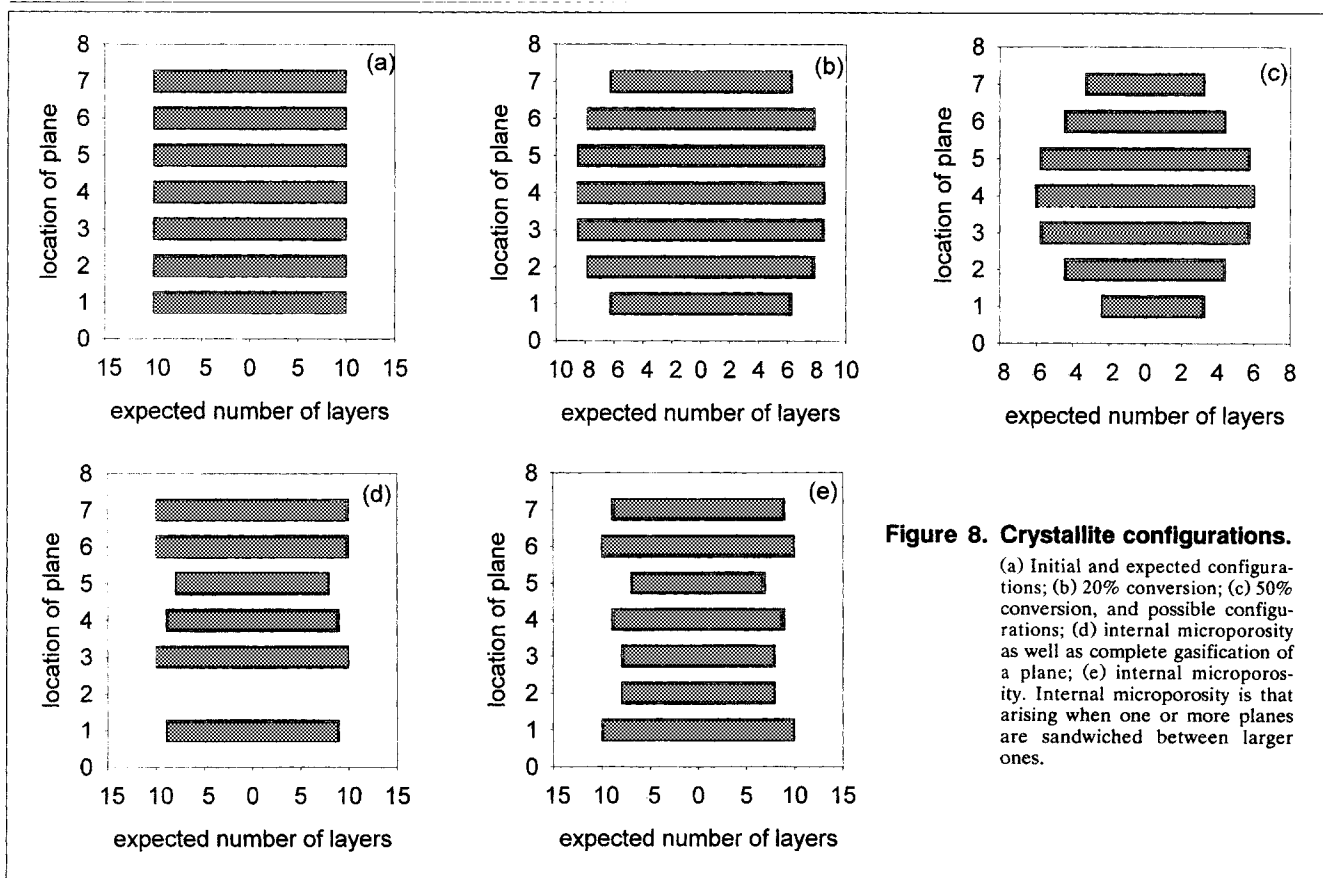 (a)
8
7
6
5
4
3
2
1
0
location of plane
15 10 5 0 5 10 15
expected number of layers
(b)
8
7
6
5
4
3
2
1
0
location of plane
10 8 6 4 2 0 2 4 6 8 10
expected number of layers
(c)
8
7
6
5
4
3
2
1
0
location of plane
8 6 4 2 0 2 4 6 8
expected number of layers
(d)
8
7
6
5
4
3
2
1
0
location of plane
15 10 5 0 5 10 15
expected number of layers
(e)
8
7
6
5
4
3
2
1
0
location of plane
15 10 5 0 5 10 15
expected number of layers
Figure 8. Crystallite configurations.
(a) Initial and expected configura-
tions; (b) 20% conversion; (c) 50%
conversion, and possible configu-
rations; (d) internal microporosity
as well as complete gasification of
a plane; (e) internal microporos-
ity. Internal microporosity is that
arising when one or more planes
are sandwiched between larger
ones.